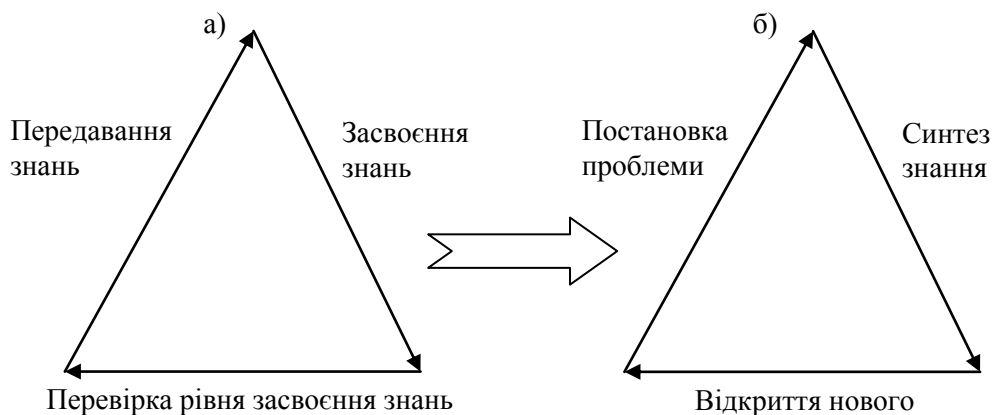 а)
Передавання
знань
Засвоєння
знань
Перевірка рівня засвоєння знань
б)
Постановка
проблеми
Синтез
знання
Відкриття нового